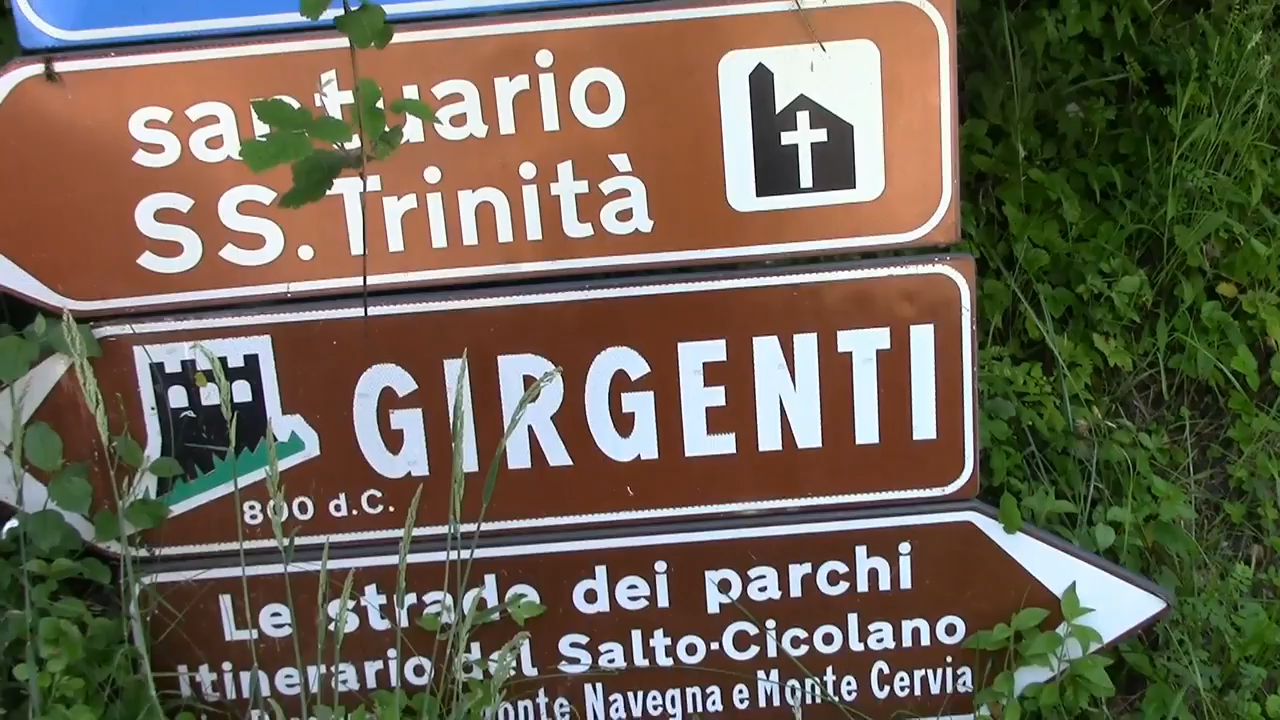 santuario
SS. Trinità
GIRGENTI
800 d.C.
Le strade dei parchi
itinerario del Salto-Cicolano
Monte Navegna e Monte Cervia